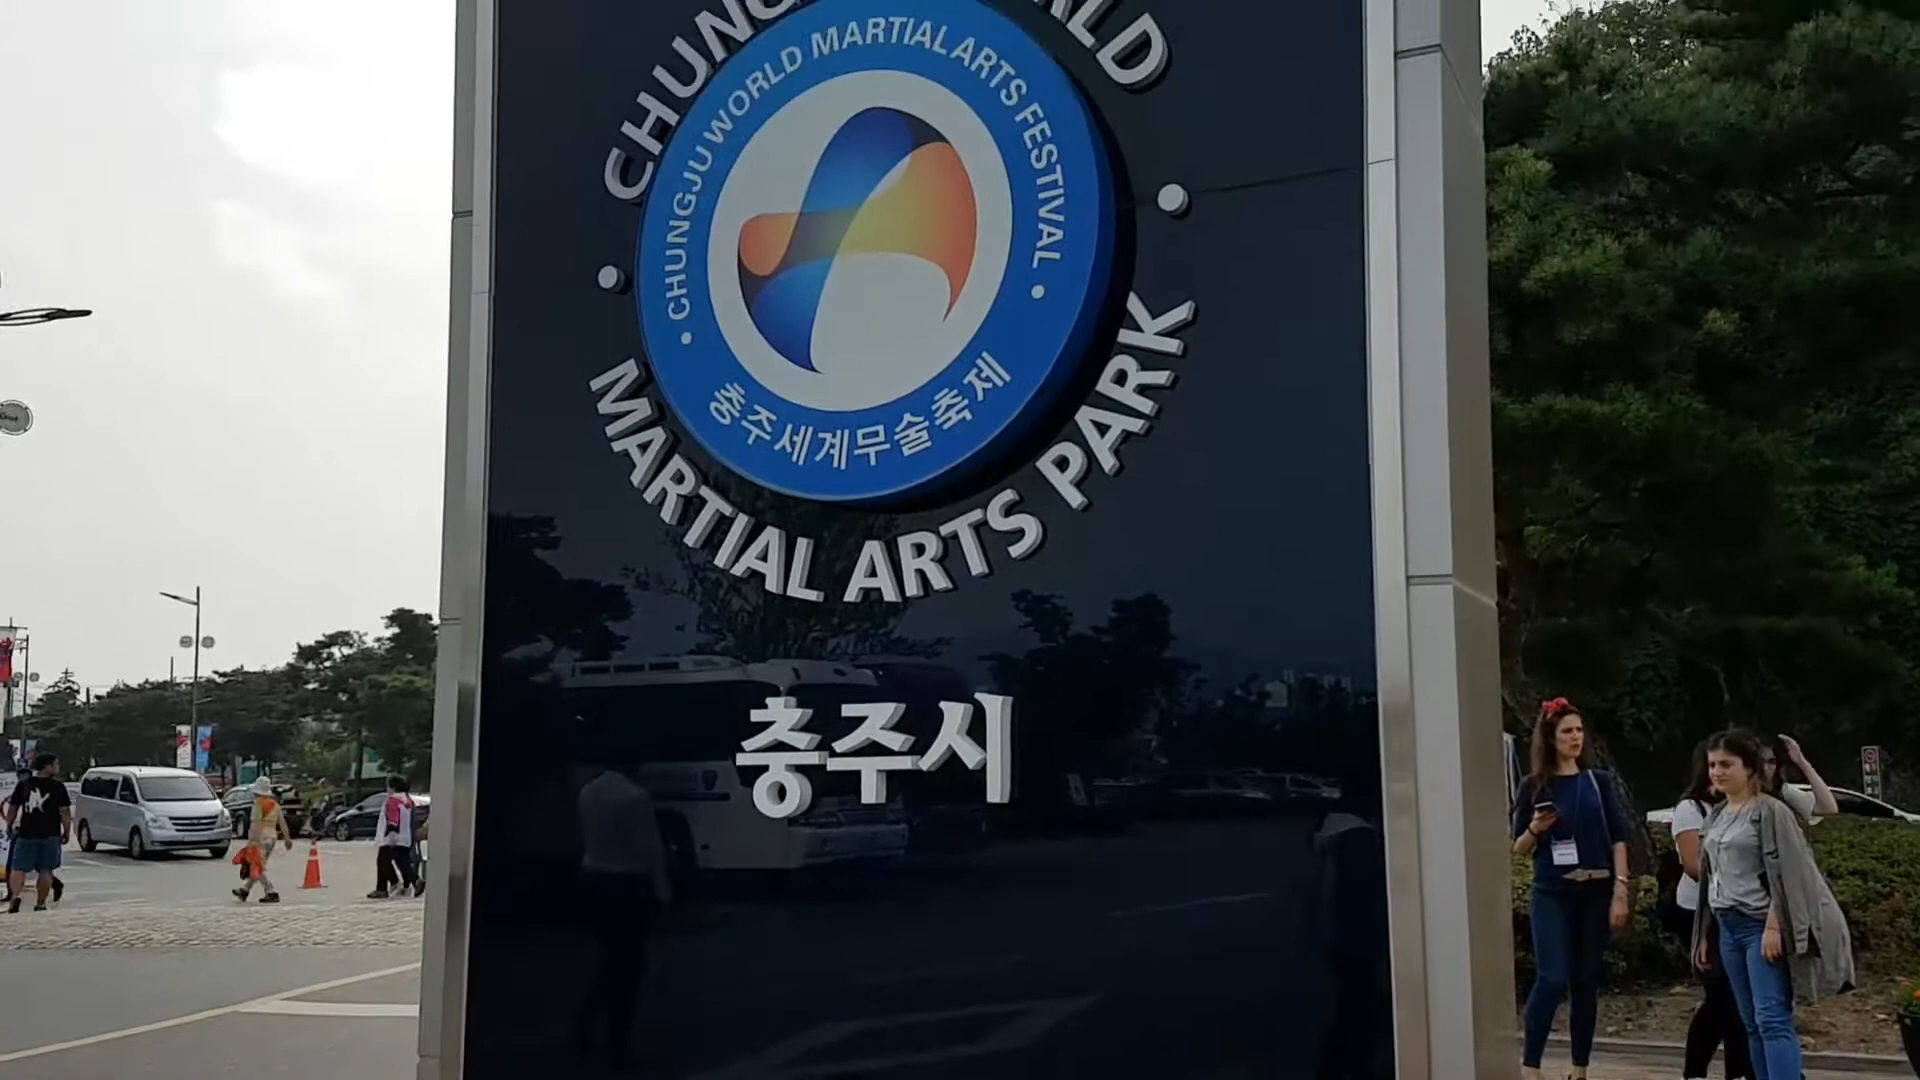 CHUNG
RLD
• CHUNGJU WORLD MARTIAL ARTS FESTIVAL •
충주세계무술축제
MARTIAL ARTS PARK
충주시